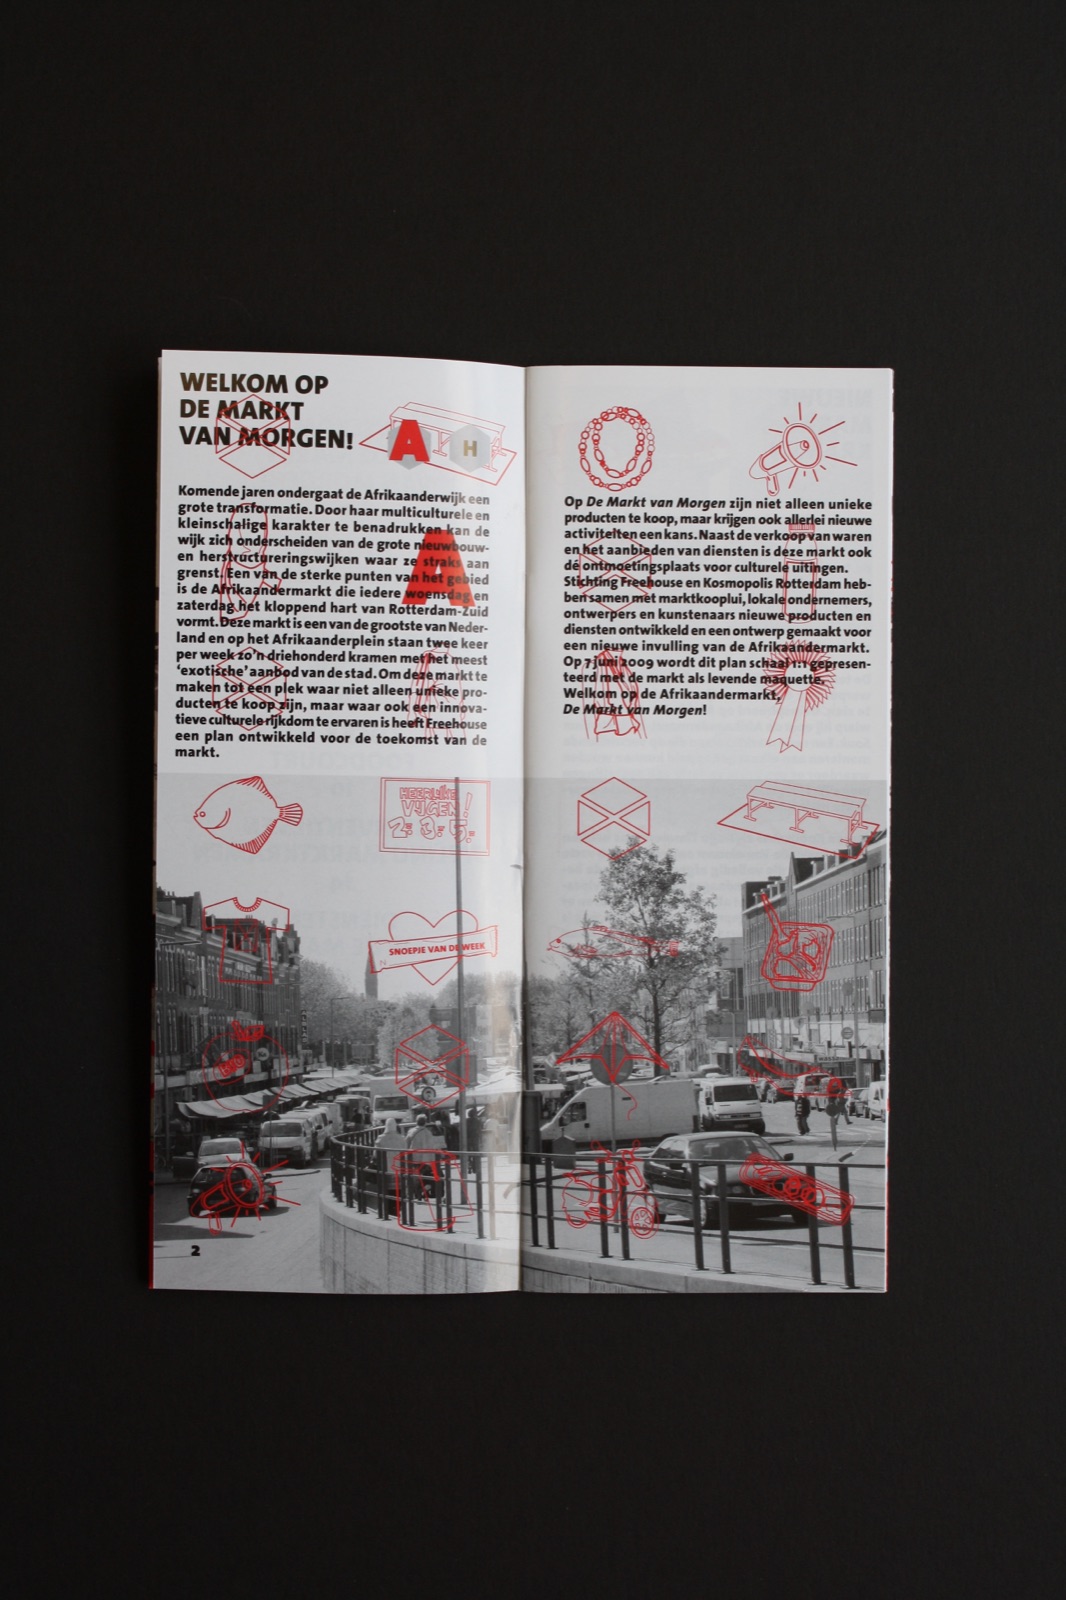 WELKOM OP
DE MARKT
VAN MORGEN!
A H
Komende jaren ondergaat de Afrikaanderwijk een
grote transformatie. Door haar multiculturele en
kleinschalige karakter te benadrukken kan de
wijk zich onderscheiden van de grote nieuwbouw-
en herstructureringswijken waar ze straks aan
grenst. Een van de sterke punten van het gebied
is de Afrikaandermarkt die iedere woensdag en
zaterdag het kloppend hart van Rotterdam-Zuid
vormt. Deze markt is een van de grootste van Neder-
land en op het Afrikaanderplein staan twee keer
per week zo'n driehonderd kramen met het meest
‘exotische’ aanbod van de stad. Om deze markt te
maken tot een plek waar niet alleen unieke pro-
ducten te koop zijn, maar waar ook een innova-
tieve culturele rijkdom te ervaren is heeft Freehouse
een plan ontwikkeld voor de toekomst van de
markt.
A
Op De Markt van Morgen zijn niet alleen unieke
producten te koop, maar krijgen ook allerlei nieuwe
activiteiten een kans. Naast de verkoop van waren
en het aanbieden van diensten is deze markt ook
dé ontmoetingsplaats voor culturele uitingen.
Stichting Freehouse en Kosmopolis Rotterdam heb-
ben samen met marktkooplui, lokale ondernemers,
ontwerpers en kunstenaars nieuwe producten en
diensten ontwikkeld en een ontwerp gemaakt voor
een nieuwe invulling van de Afrikaandermarkt.
Op 7 juni 2009 wordt dit plan schaal 1:1 gepresen-
teerd met de markt als levende maquette.
Welkom op de Afrikaandermarkt,
De Markt van Morgen!
HEERLIJKE
VYGEN!
2.= 3.= 5.=
SNOEPJE VAN DE WEEK
2